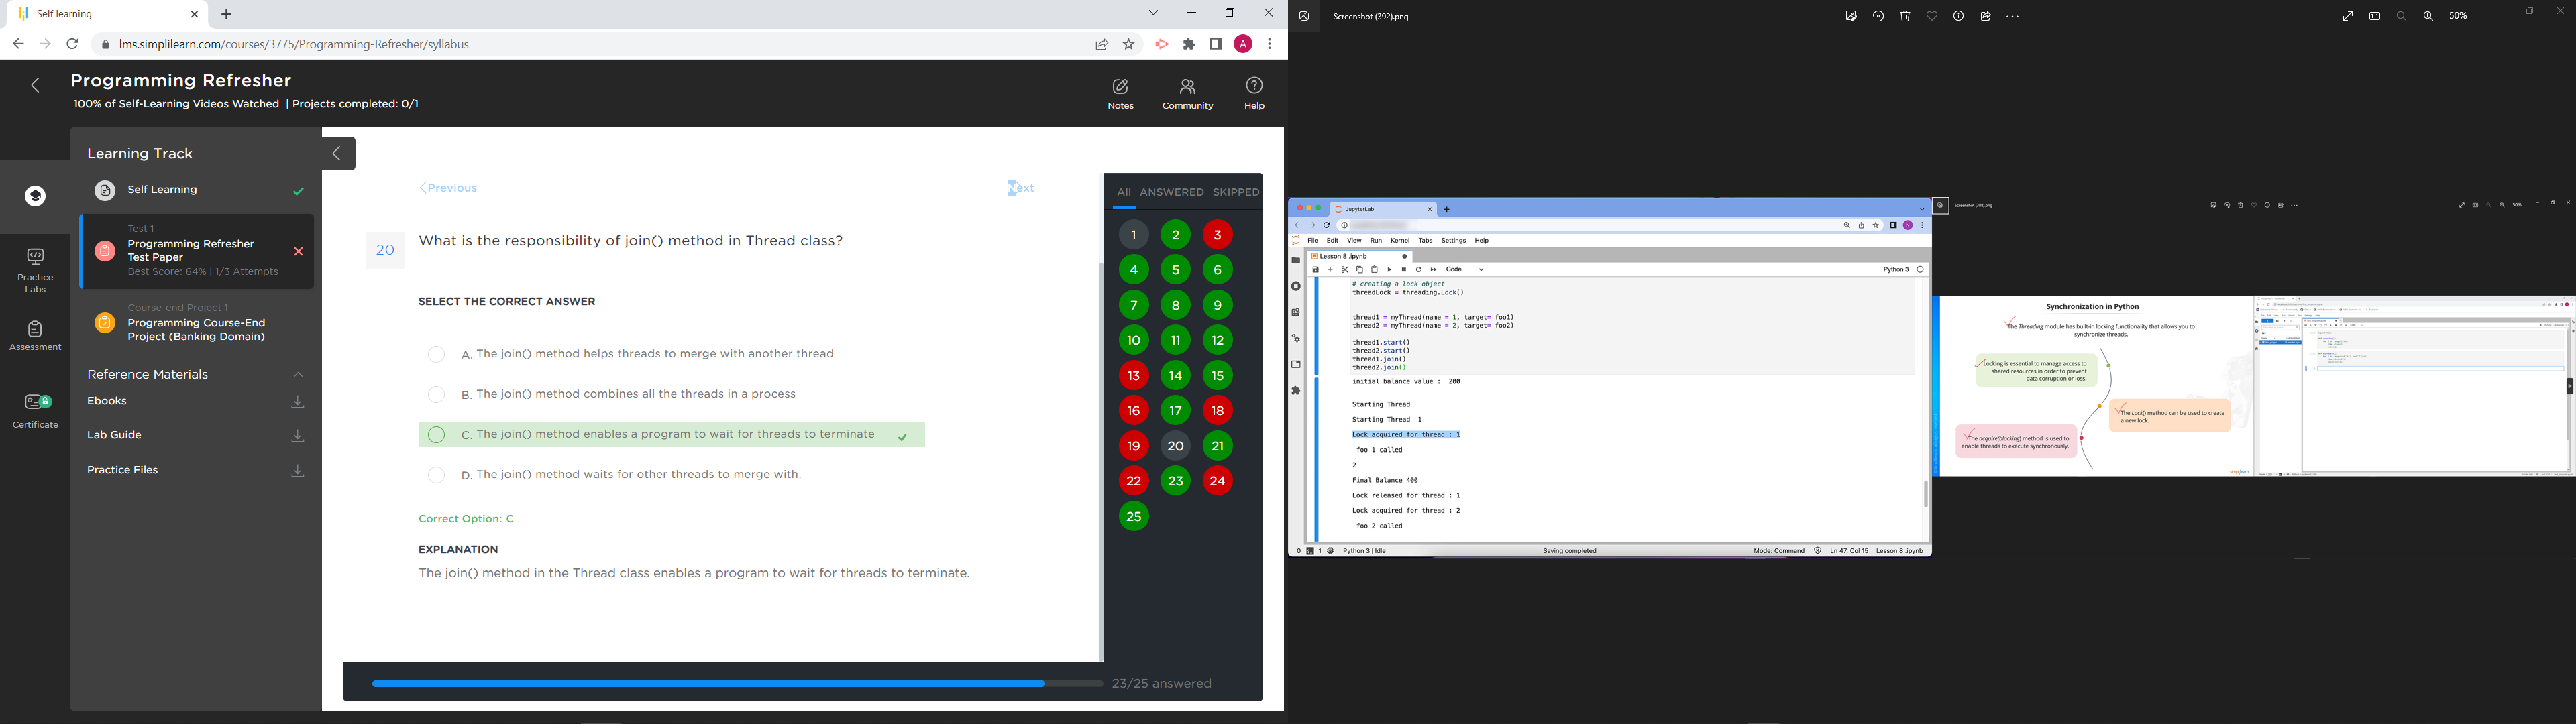 Self learning
lms.simplilearn.com/courses/3775/Programming-Refresher/syllabus
A
Programming Refresher
100% of Self-Learning Videos Watched | Projects completed: 0/1
Notes
Community
Help
Practice Labs
Assessment
Certificate
Learning Track
Self Learning
Test 1
Programming Refresher
Test Paper
Best Score: 64% | 1/3 Attempts
Course-end Project 1
Programming Course-End
Project (Banking Domain)
Reference Materials
Ebooks
Lab Guide
Practice Files
Previous
Next
20
What is the responsibility of join() method in Thread class?
SELECT THE CORRECT ANSWER
A. The join() method helps threads to merge with another thread
B. The join() method combines all the threads in a process
C. The join() method enables a program to wait for threads to terminate
D. The join() method waits for other threads to merge with.
Correct Option: C
EXPLANATION
The join() method in the Thread class enables a program to wait for threads to terminate.
All ANSWERED SKIPPED
1 2 3
4 5 6
7 8 9
10 11 12
13 14 15
16 17 18
19 20 21
22 23 24
25
23/25 answered
Screenshot (392).png
50%
JupyterLab
N
File Edit View Run Kernel Tabs Settings Help
Lesson 8 .ipynb
Code
Python 3
# creating a lock object
threadLock = threading.Lock()
thread1 = myThread(name = 1, target= foo1)
thread2 = myThread(name = 2, target= foo2)
thread1.start()
thread2.start()
thread1.join()
thread2.join()
initial balance value : 200
Starting Thread
Starting Thread 1
Lock acquired for thread : 1
foo 1 called
2
Final Balance 400
Lock released for thread : 1
Lock acquired for thread : 2
foo 2 called
0 1 Python 3 | Idle
Saving completed
Mode: Command
Ln 47, Col 15
Lesson 8 .ipynb
50%
Synchronization in Python
The Threading module has built-in locking functionality that allows you to
synchronize threads.
Locking is essential to manage access to
shared resources in order to prevent
data corruption or loss.
The Lock() method can be used to create
a new lock.
The acquire(blocking) method is used to
enable threads to execute synchronously.
simplilearn